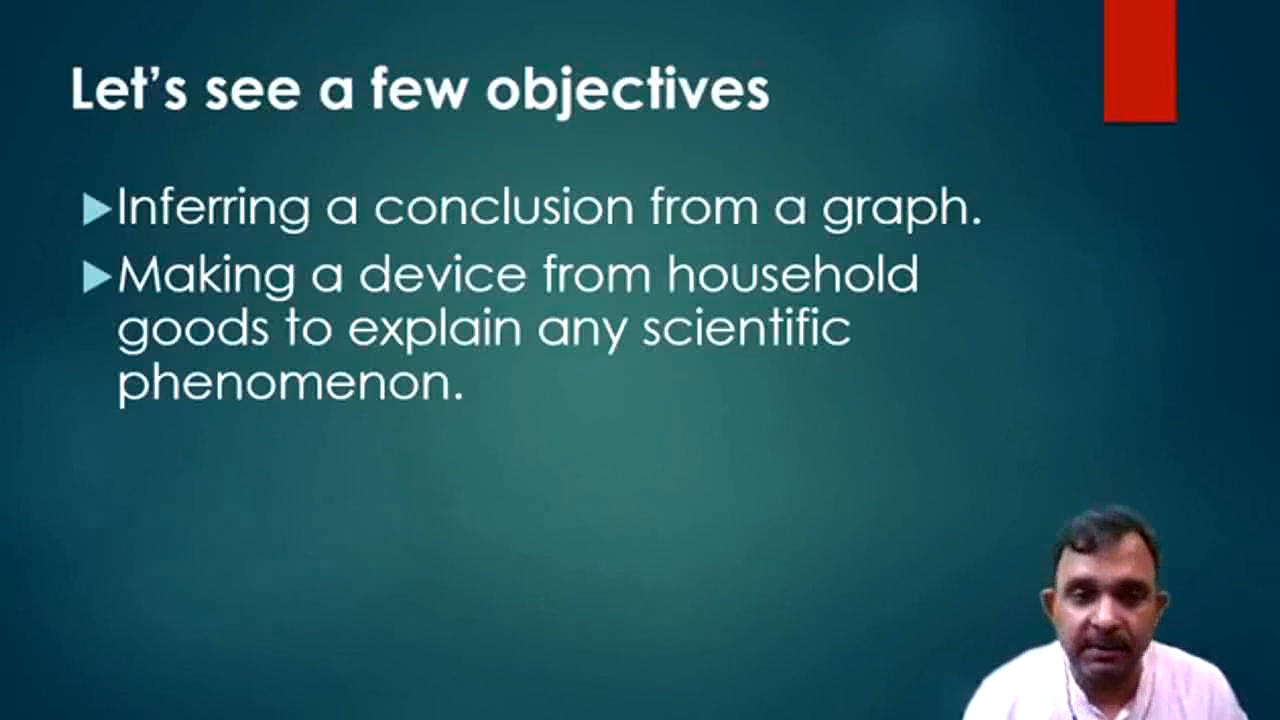 Let’s see a few objectives
Inferring a conclusion from a graph.
Making a device from household
goods to explain any scientific
phenomenon.